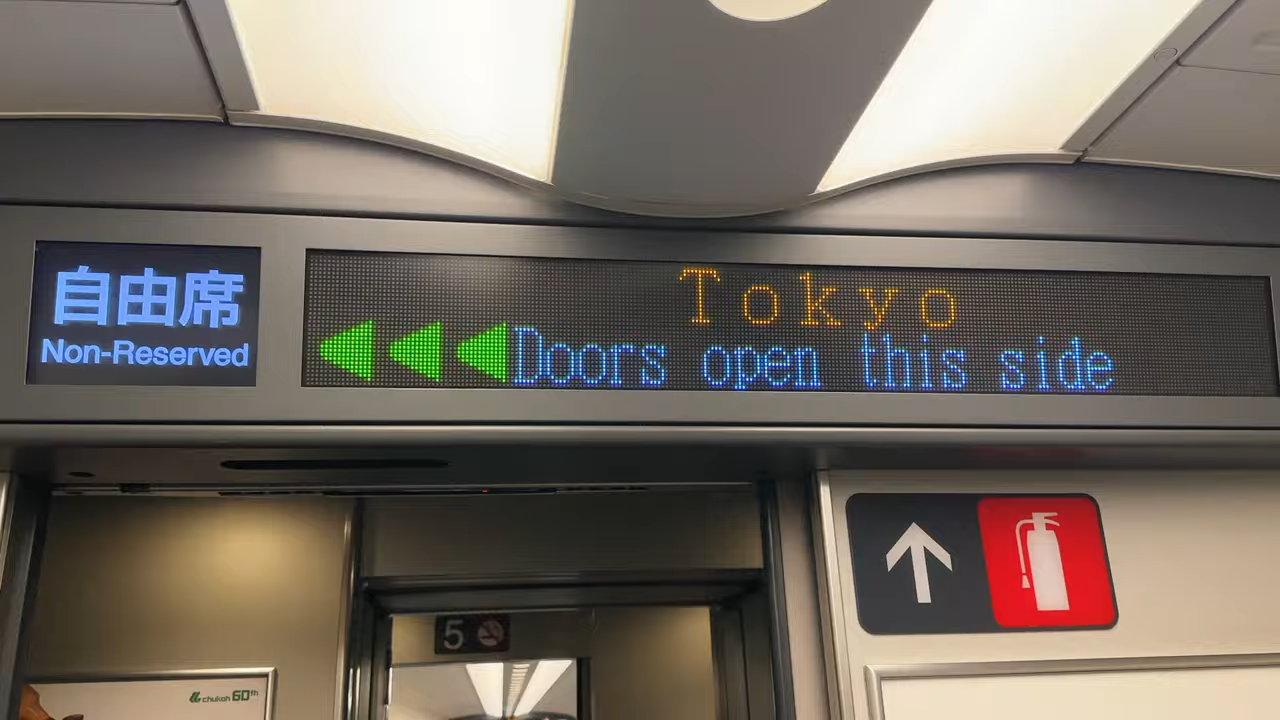 自由席
Non-Reserved
Tokyo
Doors open this side
5
chukoh 60th